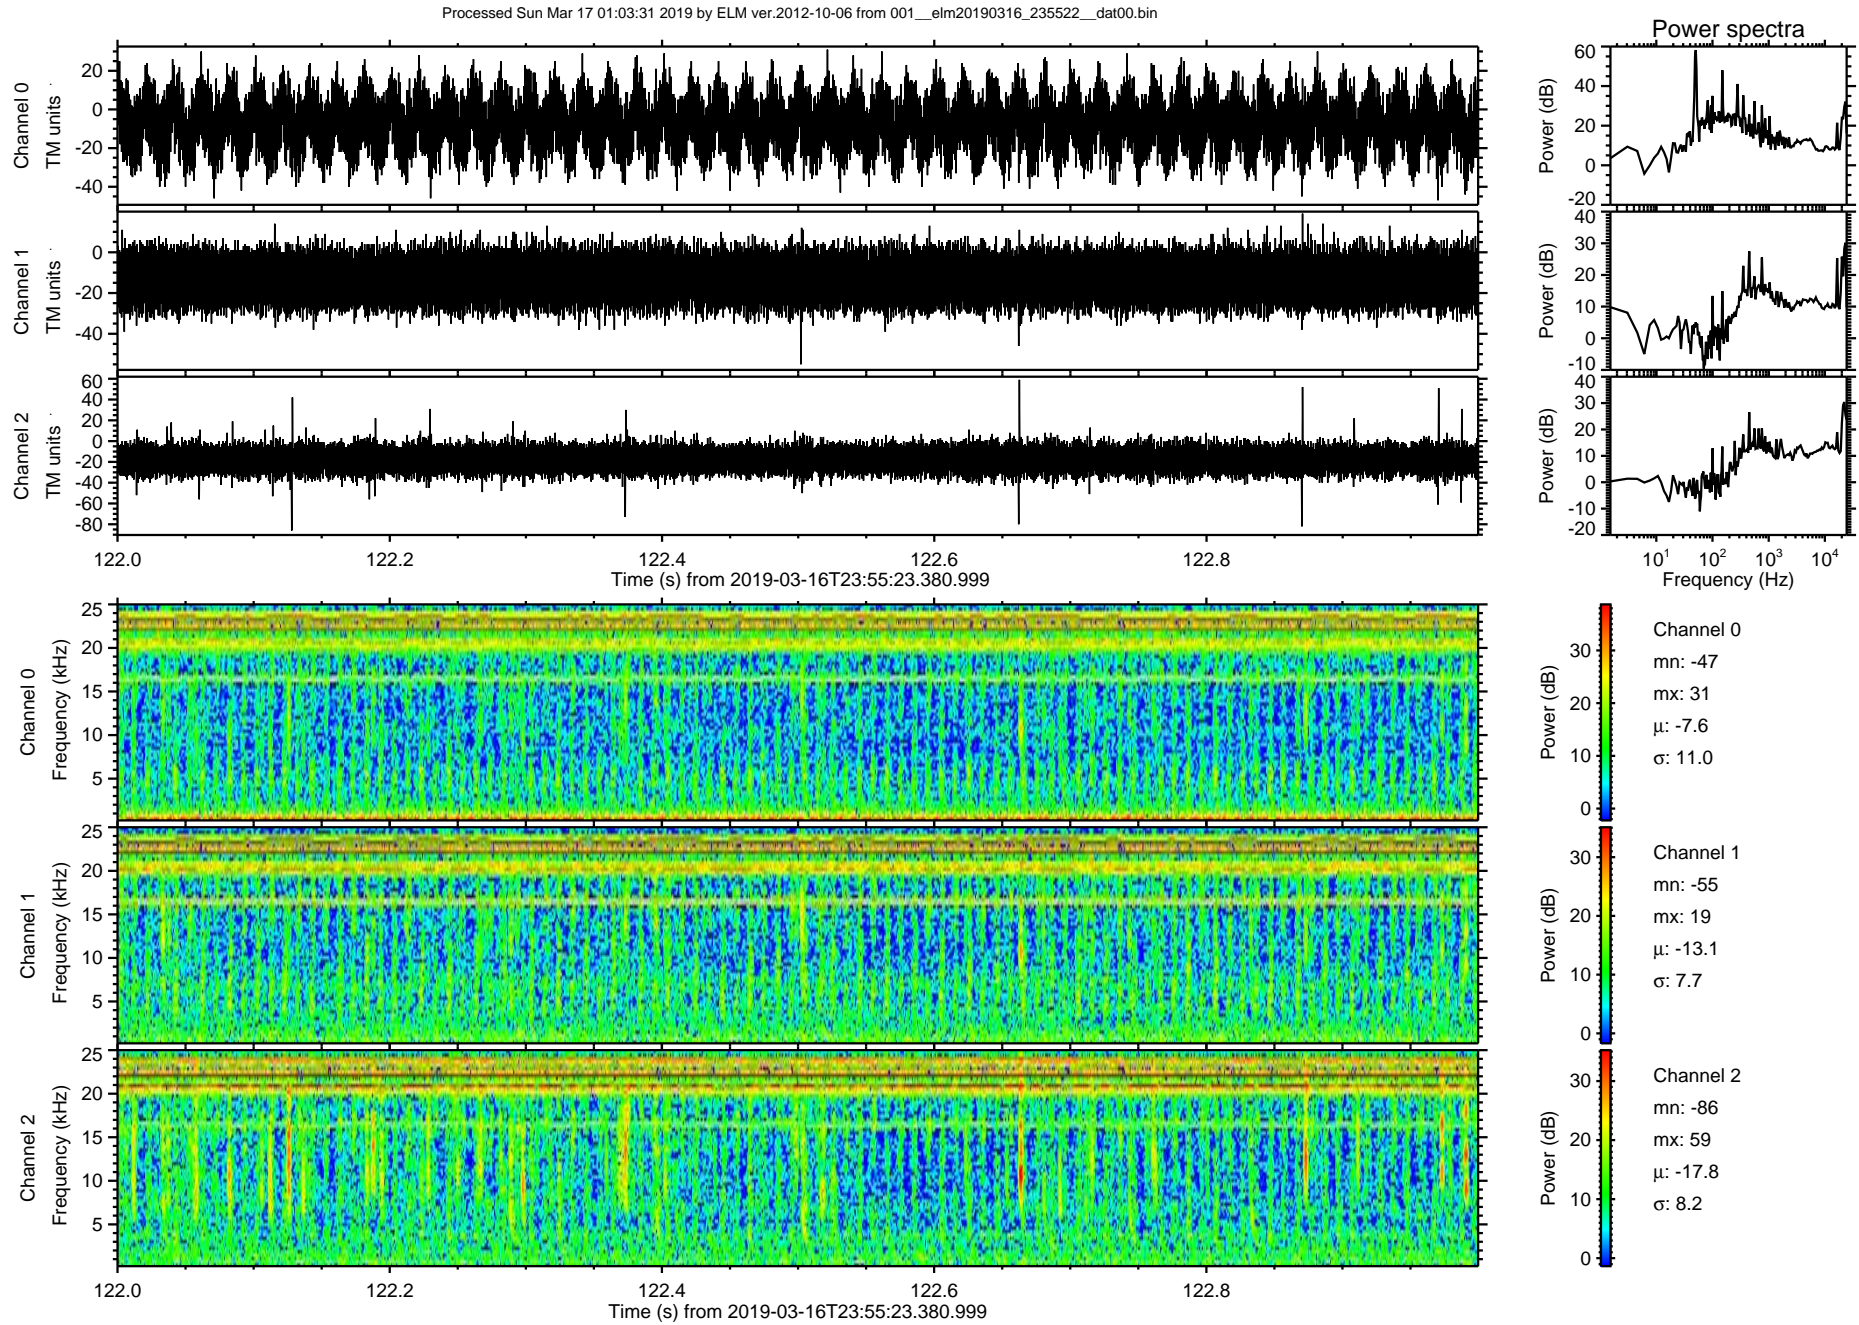 Processed Sun Mar 17 01:03:31 2019 by ELM ver.2012-10-06 from 001__elm20190316_235522__dat00.bin
Power spectra
Channel 0
TM units
20
0
-20
-40
Power (dB)
60
40
20
0
-20
Channel 1
TM units
0
-20
-40
Power (dB)
40
30
20
10
0
-10
Channel 2
TM units
60
40
20
0
-20
-40
-60
-80
Power (dB)
40
30
20
10
0
-10
-20
122.0 122.2 122.4 122.6 122.8
Time (s) from 2019-03-16T23:55:23.380.999
10¹ 10² 10³ 10⁴
Frequency (Hz)
Channel 0
Frequency (kHz)
25
20
15
10
5
Power (dB)
30
20
10
0
Channel 0
mn: -47
mx: 31
μ: -7.6
σ: 11.0
Channel 1
Frequency (kHz)
25
20
15
10
5
Power (dB)
30
20
10
0
Channel 1
mn: -55
mx: 19
μ: -13.1
σ: 7.7
Channel 2
Frequency (kHz)
25
20
15
10
5
Power (dB)
30
20
10
0
Channel 2
mn: -86
mx: 59
μ: -17.8
σ: 8.2
122.0 122.2 122.4 122.6 122.8
Time (s) from 2019-03-16T23:55:23.380.999